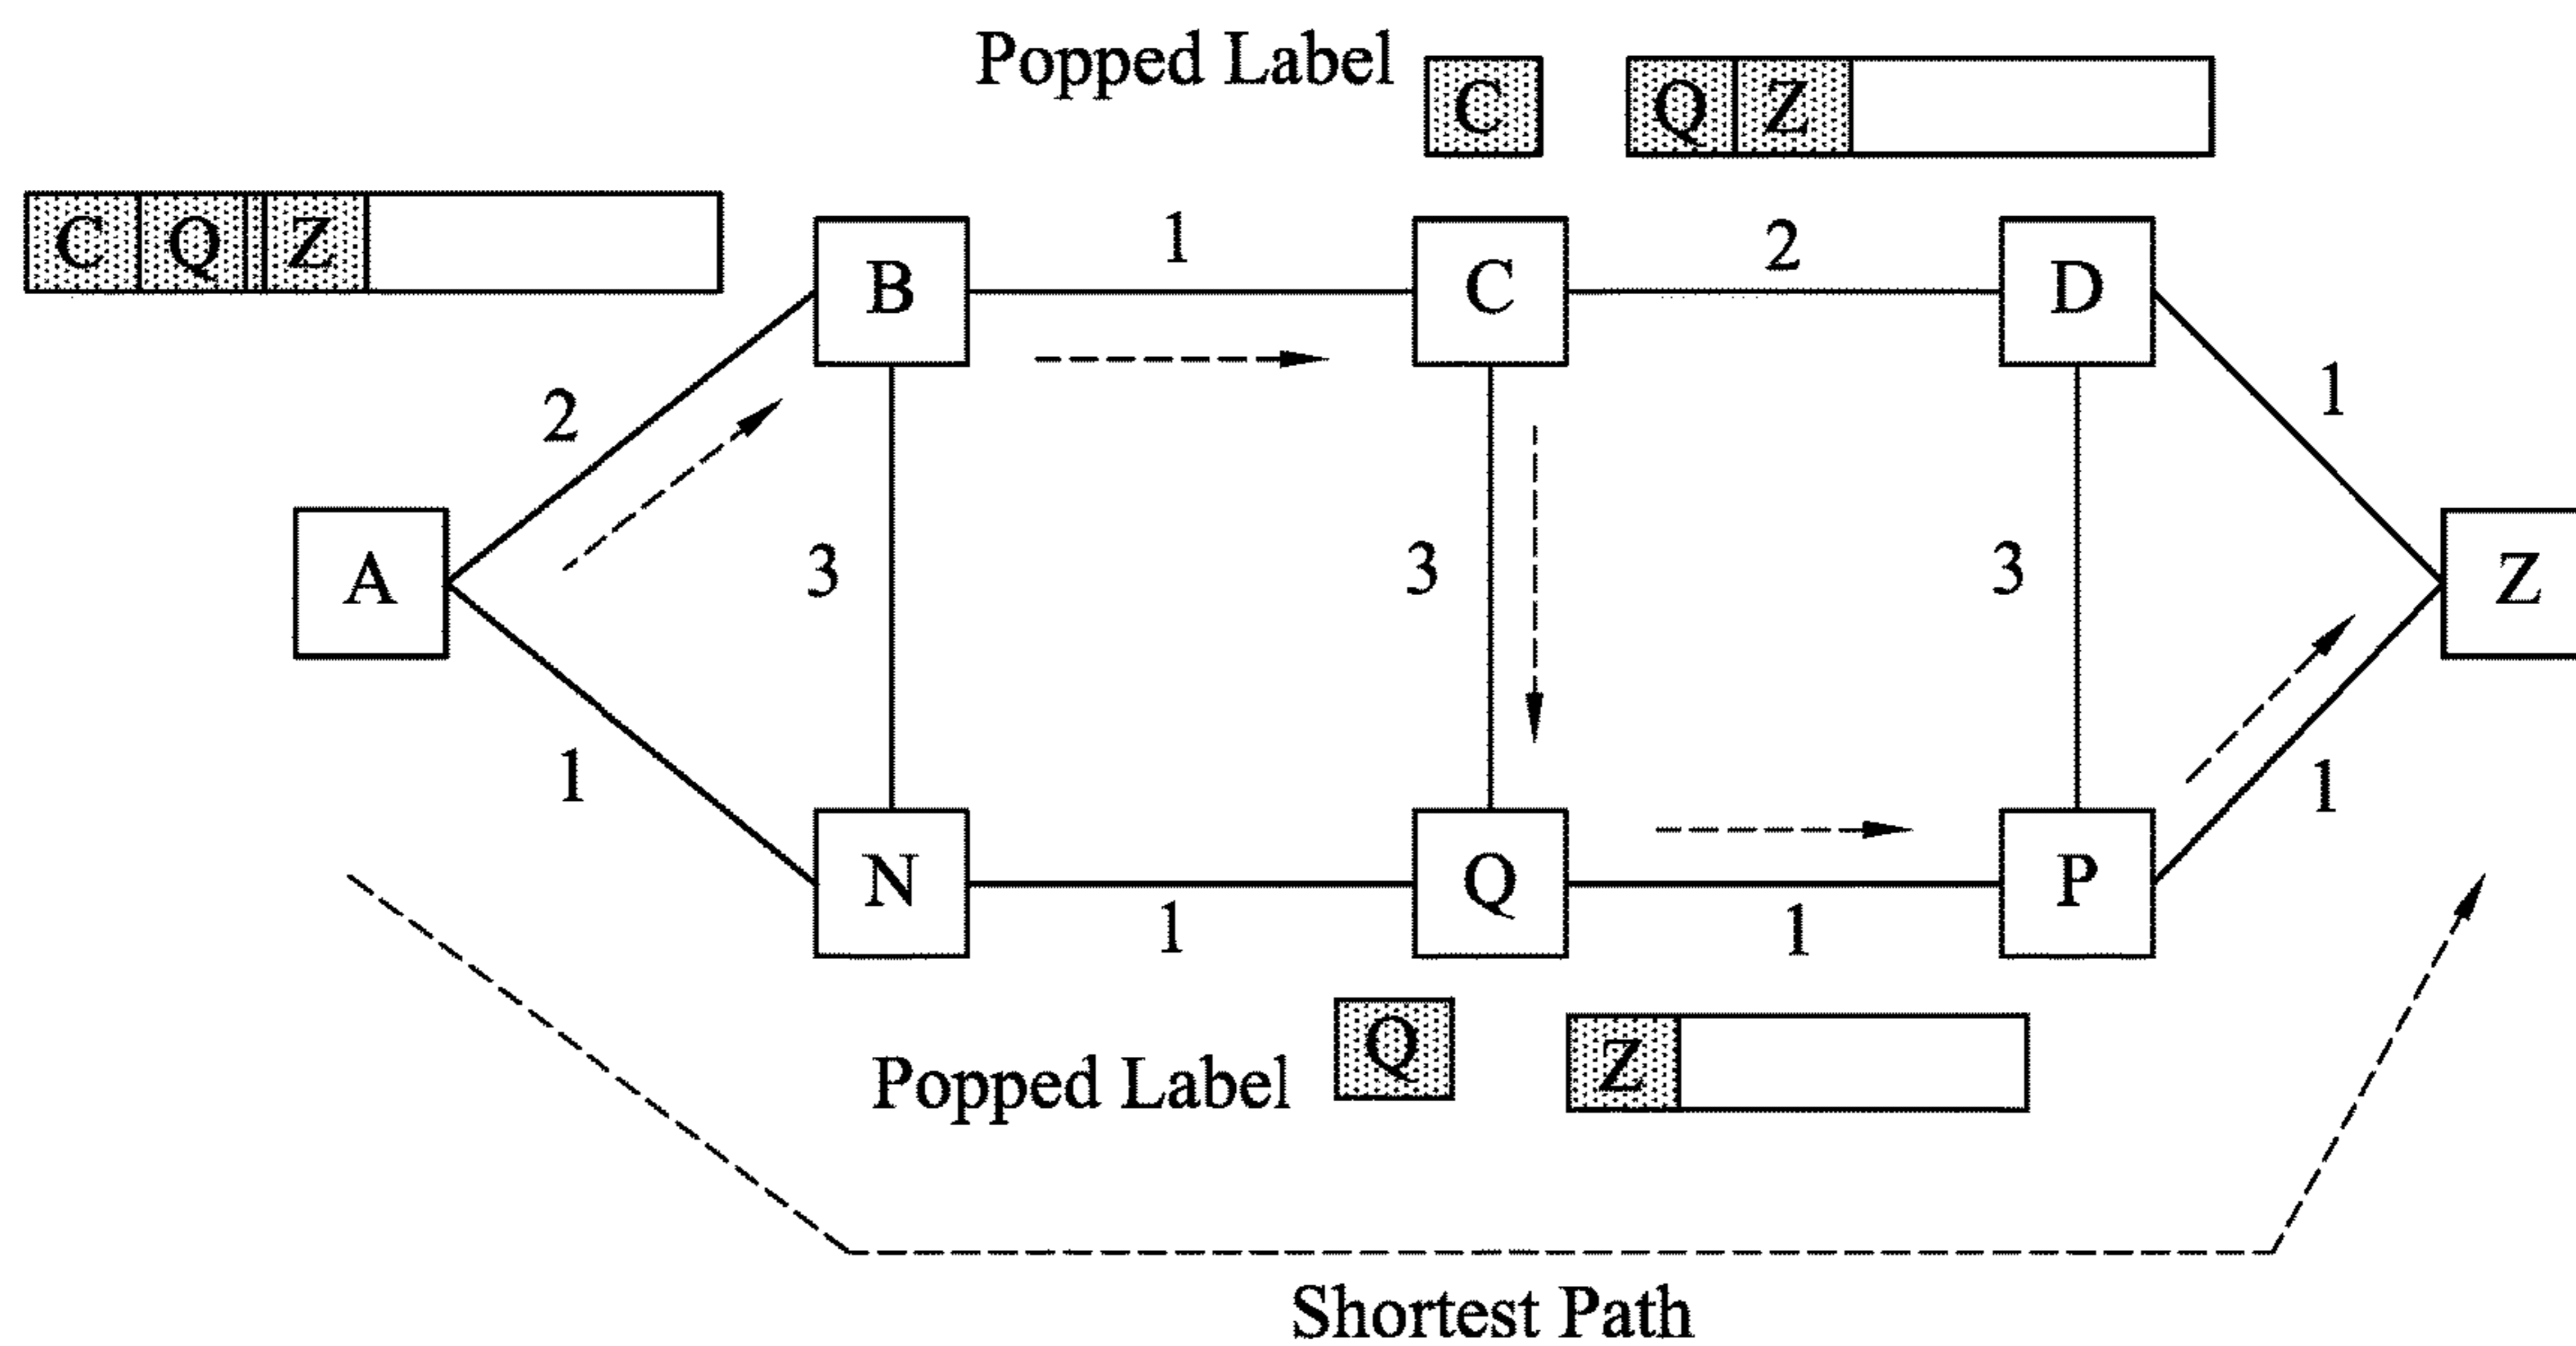 Popped Label C Q Z
C Q Z
B 1 C 2 D
2 1
A 3 3 3 Z
1 1
N Q P
1 1
Popped Label Q Z
Shortest Path